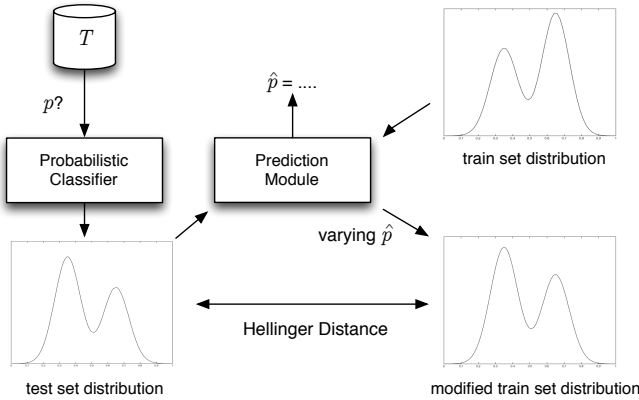 T
p?
Probabilistic
Classifier
p̂ = ....
Prediction
Module
train set distribution
varying p̂
Hellinger Distance
test set distribution
modified train set distribution